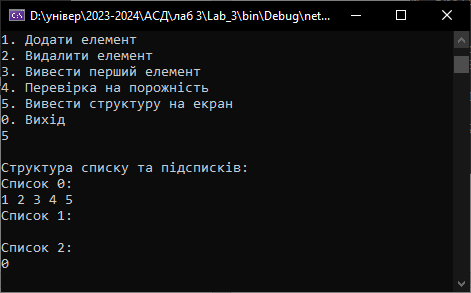 D:\універ\2023-2024\АСД\лаб 3\Lab_3\bin\Debug\net...
1. Додати елемент
2. Видалити елемент
3. Вивести перший елемент
4. Перевірка на порожність
5. Вивести структуру на екран
0. Вихід
5
Структура списку та підсписків:
Список 0:
1 2 3 4 5
Список 1:
Список 2:
0